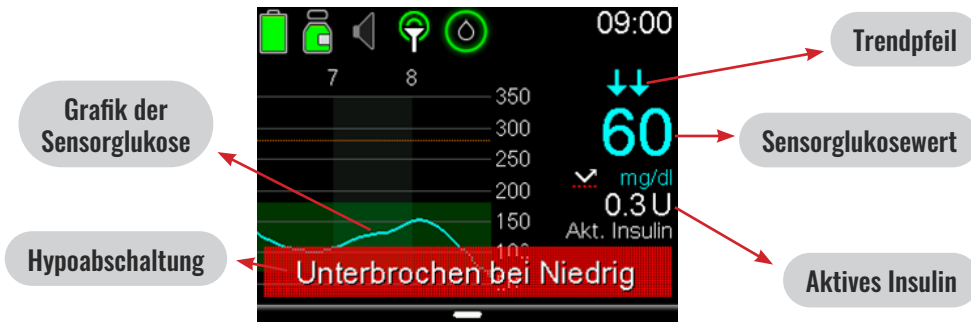 09:00
Trendpfeil
7 8
350
Grafik der
Sensorglukose
300
60
Sensorglukosewert
250
mg/dl
200
0.3 U
150
Akt. Insulin
100
Hypoabschaltung
Unterbrochen bei Niedrig
Aktives Insulin